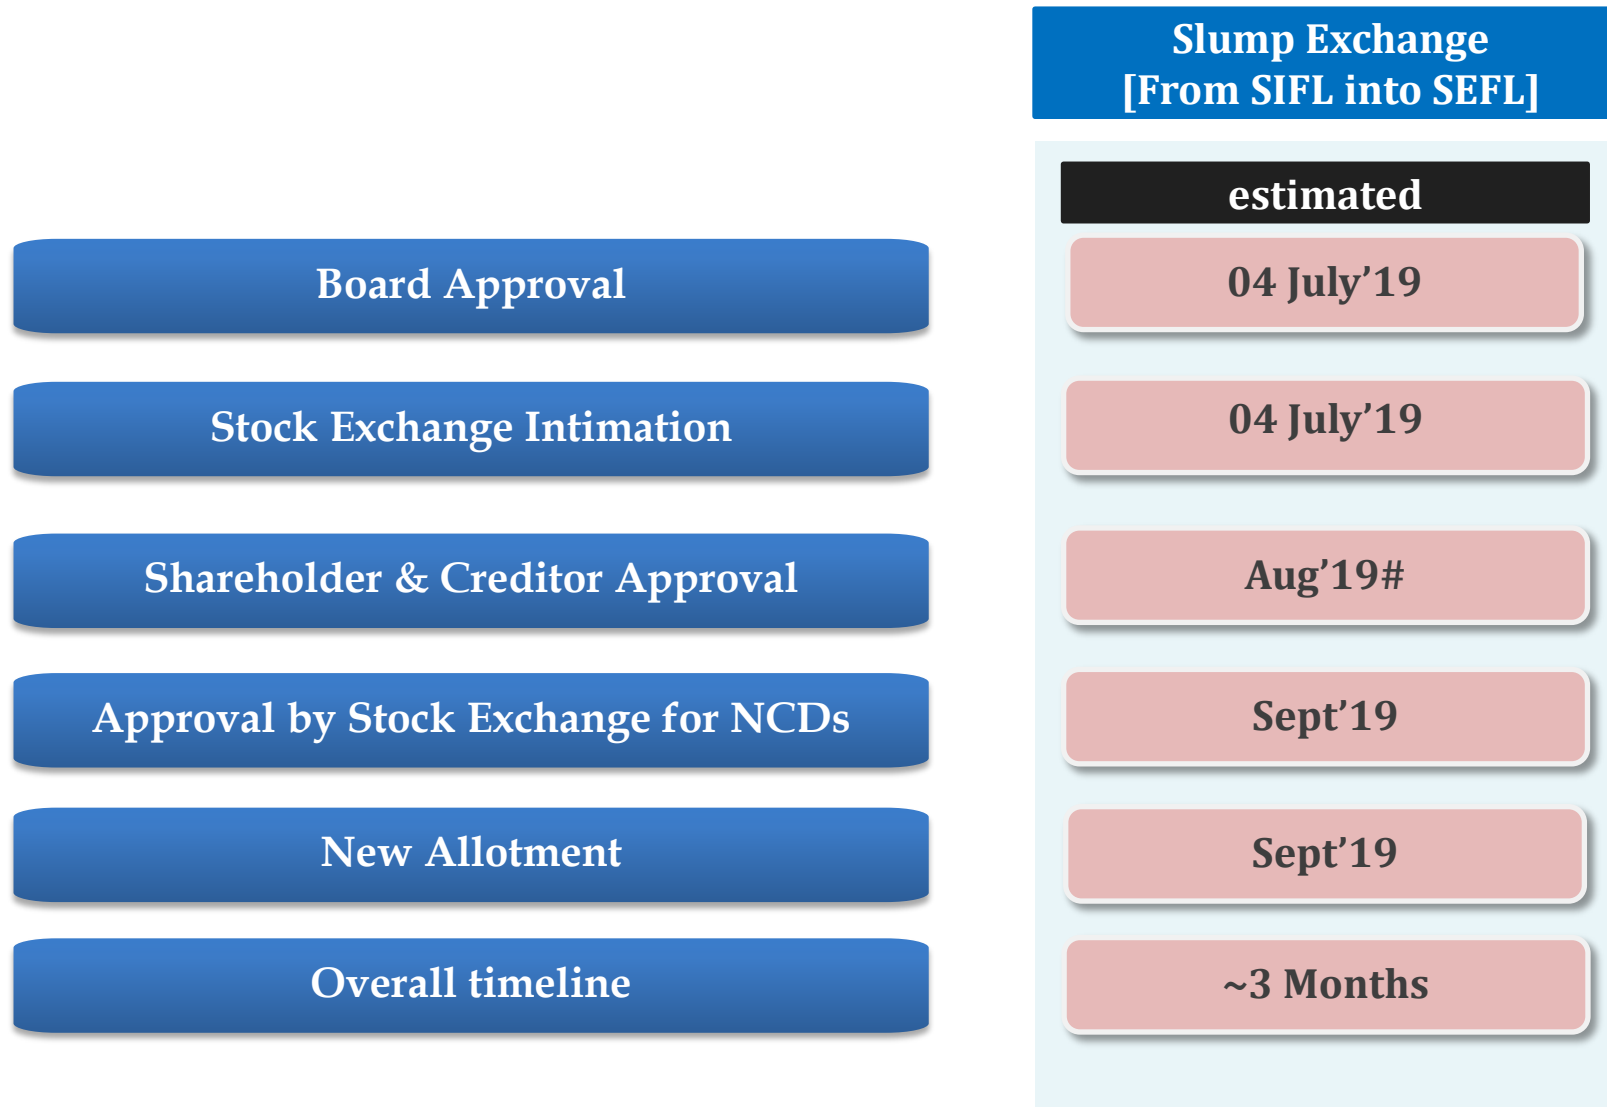 Slump Exchange
[From SIFL into SEFL]
estimated
Board Approval
04 July’19
Stock Exchange Intimation
04 July’19
Shareholder & Creditor Approval
Aug’19#
Approval by Stock Exchange for NCDs
Sept’19
New Allotment
Sept’19
Overall timeline
~3 Months